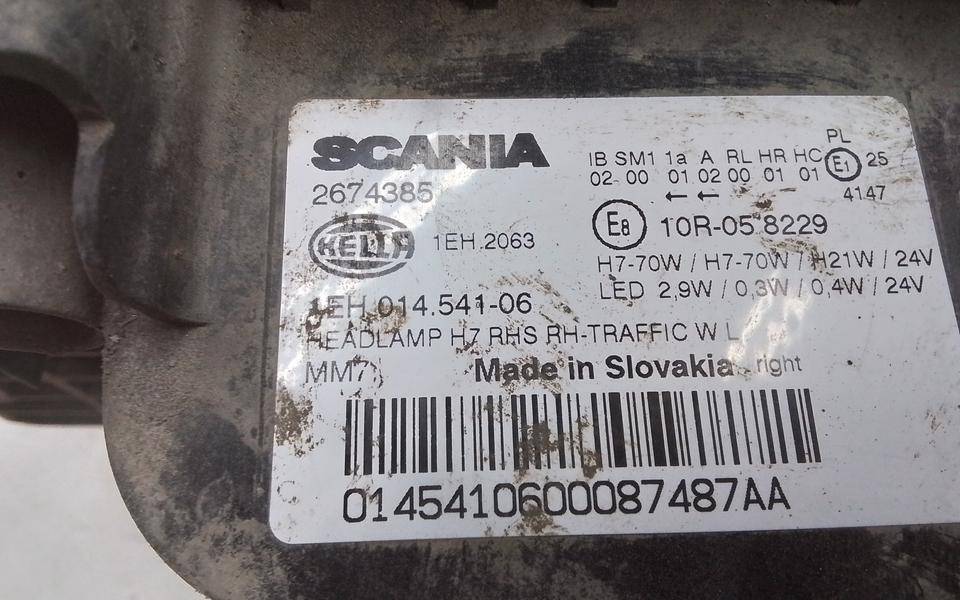 SCANIA
2674385
HELLA 1EH.2063
1EH.014.541-06
HEADLAMP H7 RHS RH-TRAFFIC W L
MM7
Made in Slovakia right
014541060008 7487AA
PL
IB SM1 1a A RL HR HC E1 25
02 00 01 02 00 01 01
←← 4147
E8 10R-05 8229
H7-70W / H7-70W / H21W / 24V
LED 2,9W / 0,3W / 0,4W / 24V